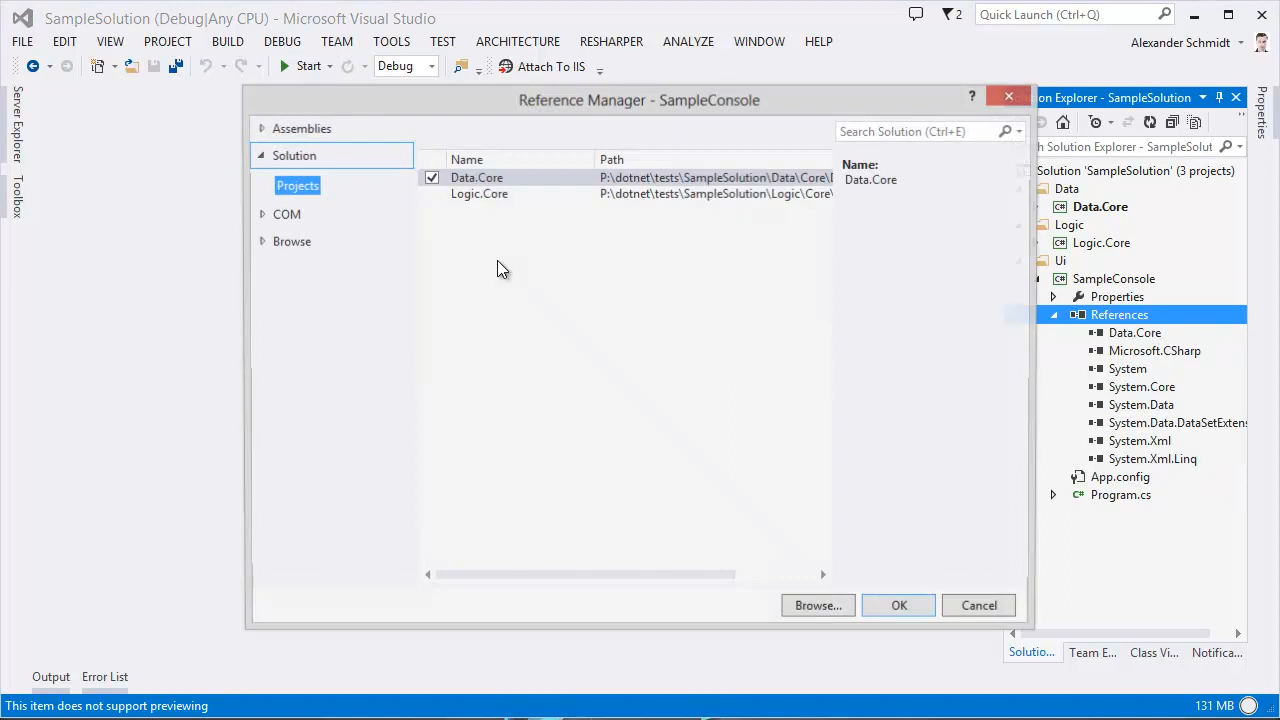 SampleSolution (Debug|Any CPU) - Microsoft Visual Studio
2
Quick Launch (Ctrl+Q)
FILE EDIT VIEW PROJECT BUILD DEBUG TEAM TOOLS TEST ARCHITECTURE RESHARPER ANALYZE WINDOW HELP
Alexander Schmidt
Start Debug Attach To IIS
Server Explorer
Toolbox
Reference Manager - SampleConsole
?
Assemblies
Solution
Projects
COM
Browse
Search Solution (Ctrl+E)
Name Path
Data.Core P:\dotnet\tests\SampleSolution\Data\Core\
Logic.Core P:\dotnet\tests\SampleSolution\Logic\Core\
Name:
Data.Core
Browse... OK Cancel
on Explorer - SampleSolution
h Solution Explorer - SampleSolut
Solution 'SampleSolution' (3 projects)
Data
C# Data.Core
Logic
C# Logic.Core
Ui
C# SampleConsole
Properties
References
Data.Core
Microsoft.CSharp
System
System.Core
System.Data
System.Data.DataSetExtens
System.Xml
System.Xml.Linq
App.config
C# Program.cs
Solutio... Team E... Class Vi... Notifica...
Properties
Output Error List
This item does not support previewing
131 MB